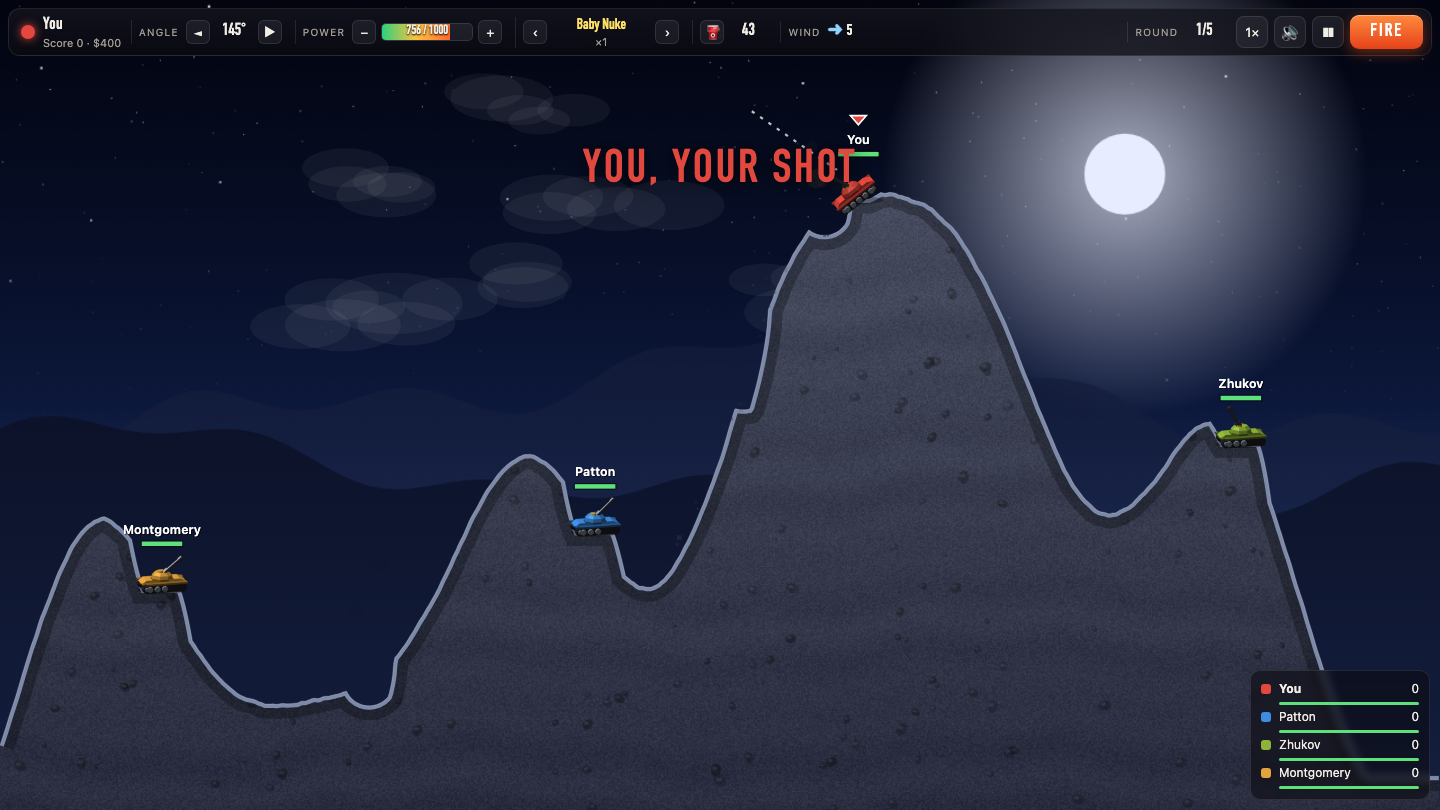 You
Score 0 · $400
ANGLE
145°
POWER
756 / 1000
Baby Nuke
×1
43
WIND
5
ROUND
1/5
1×
FIRE
You
YOU, YOUR SHOT
Zhukov
Patton
Montgomery
You 0
Patton 0
Zhukov 0
Montgomery 0